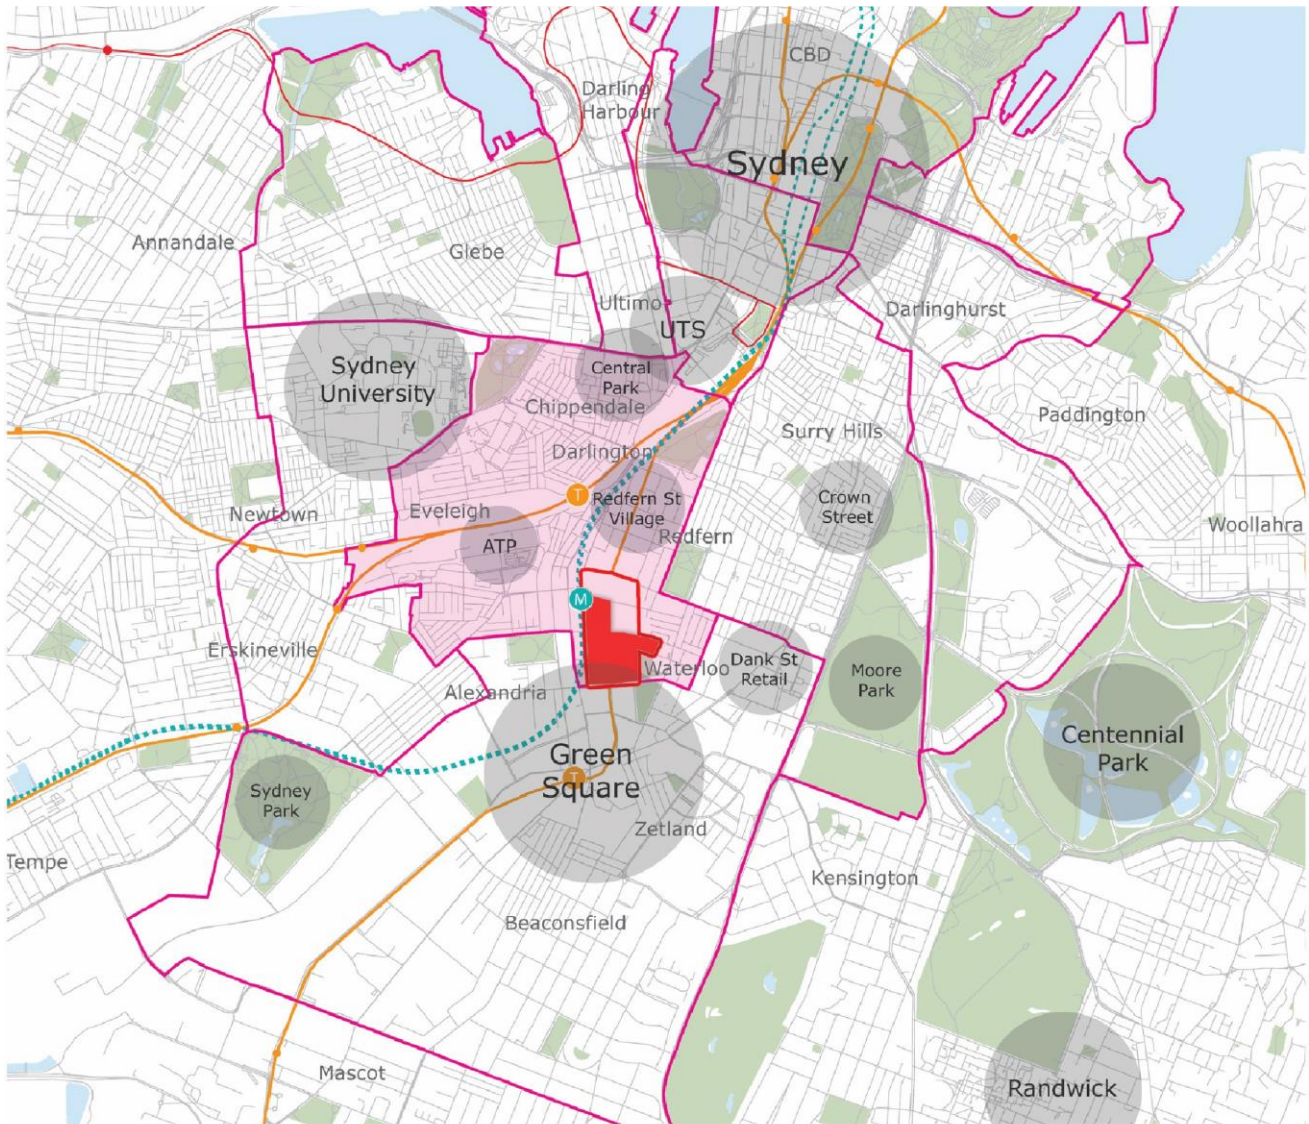 CBD
Darling
Harbour
Sydney
Annandale
Glebe
Ultimo
UTS
Darlinghurst
Sydney
University
Central
Park
Chippendale
Paddington
Surry Hills
Darlington
Newtown
Eveleigh
T
Redfern St
Village
Crown
Street
Woollahra
ATP
Redfern
M
Erskineville
Alexandria
Waterloo
Dank St
Retail
Moore
Park
Centennial
Park
Green
Square
T
Sydney
Park
Zetland
Tempe
Kensington
Beaconsfield
Mascot
Randwick